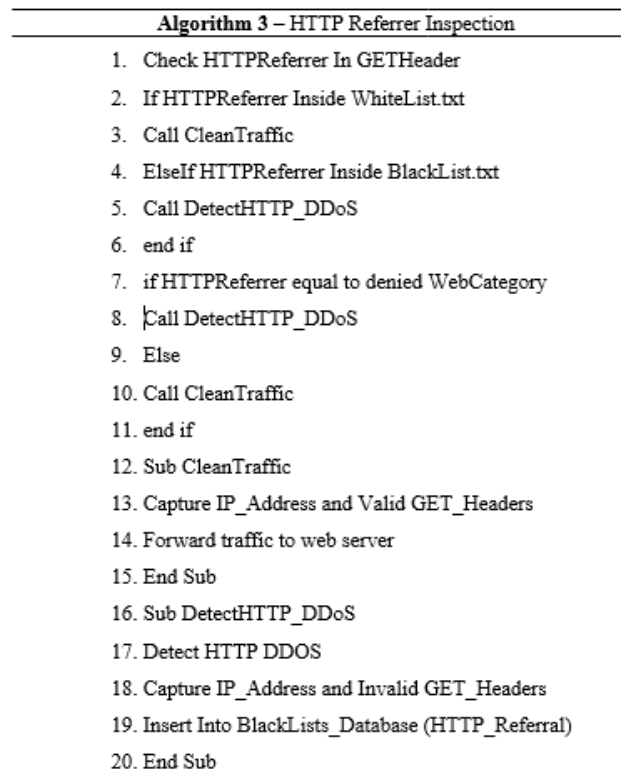 Algorithm 3 – HTTP Referrer Inspection
1. Check HTTPReferrer In GETHeader
2. If HTTPReferrer Inside WhiteList.txt
3. Call CleanTraffic
4. ElseIf HTTPReferrer Inside BlackList.txt
5. Call DetectHTTP_DDoS
6. end if
7. if HTTPReferrer equal to denied WebCategory
8. Call DetectHTTP_DDoS
9. Else
10. Call CleanTraffic
11. end if
12. Sub CleanTraffic
13. Capture IP_Address and Valid GET_Headers
14. Forward traffic to web server
15. End Sub
16. Sub DetectHTTP_DDoS
17. Detect HTTP DDOS
18. Capture IP_Address and Invalid GET_Headers
19. Insert Into BlackLists_Database (HTTP_Referral)
20. End Sub